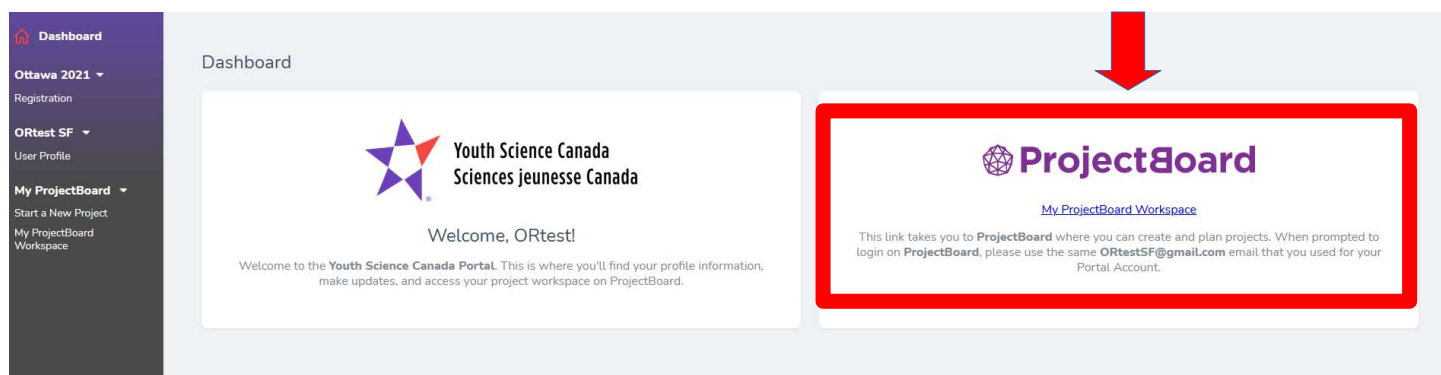 Dashboard
Ottawa 2021
Registration
ORtest SF
User Profile
My ProjectBoard
Start a New Project
My ProjectBoard
Workspace
Dashboard
Youth Science Canada
Sciences jeunesse Canada
Welcome, ORtest!
Welcome to the Youth Science Canada Portal. This is where you'll find your profile information,
make updates, and access your project workspace on ProjectBoard.
ProjectBoard
My ProjectBoard Workspace
This link takes you to ProjectBoard where you can create and plan projects. When prompted to
login on ProjectBoard, please use the same ORtestSF@gmail.com email that you used for your
Portal Account.